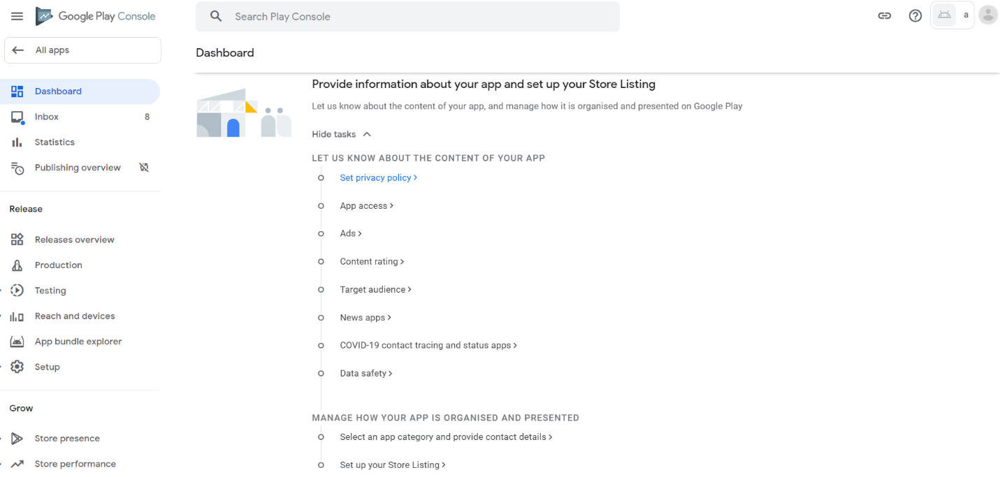 Google Play Console
Search Play Console
a
All apps
Dashboard
Inbox 8
Statistics
Publishing overview
Release
Releases overview
Production
Testing
Reach and devices
App bundle explorer
Setup
Grow
Store presence
Store performance
Dashboard
Provide information about your app and set up your Store Listing
Let us know about the content of your app, and manage how it is organised and presented on Google Play
Hide tasks
LET US KNOW ABOUT THE CONTENT OF YOUR APP
Set privacy policy
App access
Ads
Content rating
Target audience
News apps
COVID-19 contact tracing and status apps
Data safety
MANAGE HOW YOUR APP IS ORGANISED AND PRESENTED
Select an app category and provide contact details
Set up your Store Listing